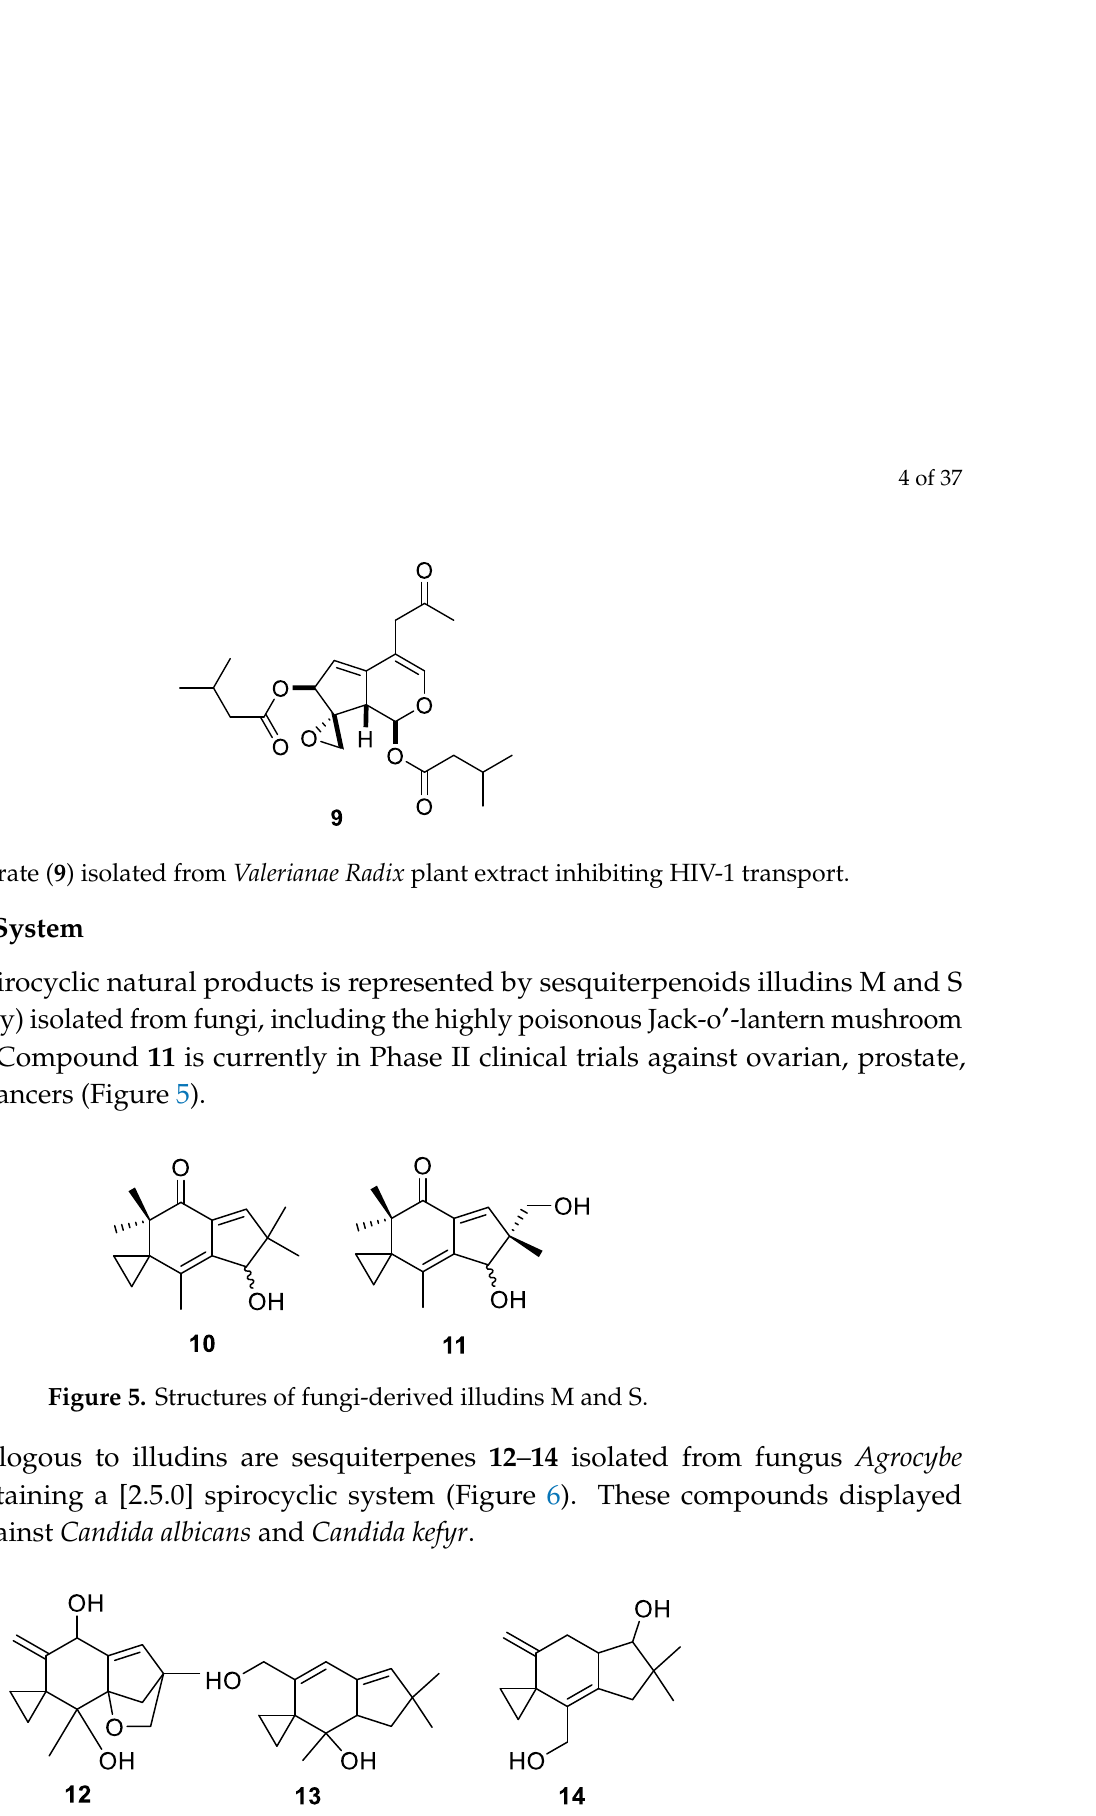 4 of 37
O
O
O
O
O
H
O
O
9
rate (9) isolated from Valerianae Radix plant extract inhibiting HIV-1 transport.
System
irocyclic natural products is represented by sesquiterpenoids illudins M and S
y) isolated from fungi, including the highly poisonous Jack-o′-lantern mushroom
Compound 11 is currently in Phase II clinical trials against ovarian, prostate,
ancers (Figure 5).
O
O
OH
OH
OH
10
11
Figure 5. Structures of fungi-derived illudins M and S.
logous to illudins are sesquiterpenes 12–14 isolated from fungus Agrocybe
taining a [2.5.0] spirocyclic system (Figure 6). These compounds displayed
ainst Candida albicans and Candida kefyr.
OH
OH
HO
O
OH
OH
HO
12
13
14